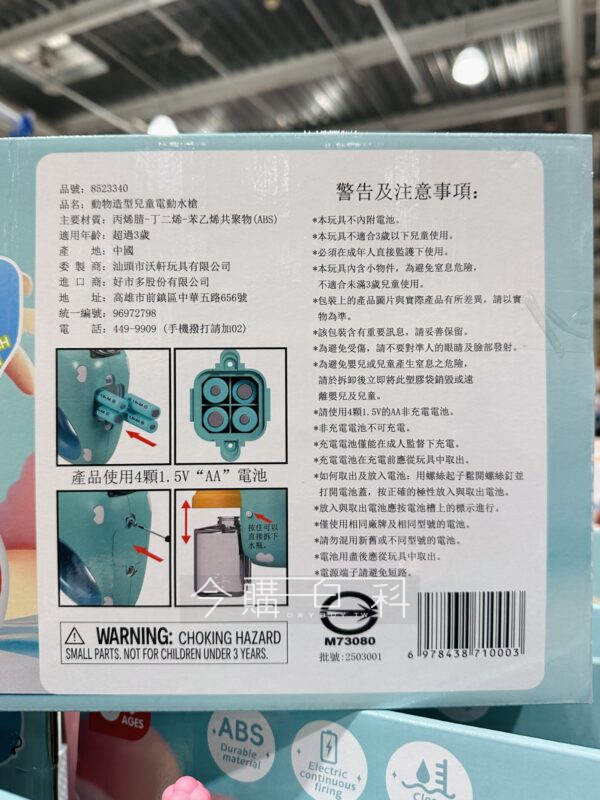 品號: 8523340
品名: 動物造型兒童電動水槍
主要材質: 丙烯腈-丁二烯-苯乙烯共聚物(ABS)
適用年齡: 超過3歲
產　　地: 中國
委 製 商: 汕頭市沃軒玩具有限公司
進 口 商: 好市多股份有限公司
地　　址: 高雄市前鎮區中華五路656號
統一編號: 96972798
電　　話: 449-9909 (手機撥打請加02)
產品使用4顆1.5V“AA”電池
按住可以
直接拆下
水瓶。
WARNING: CHOKING HAZARD
SMALL PARTS. NOT FOR CHILDREN UNDER 3 YEARS.
警告及注意事項:
*本玩具不內附電池。
*本玩具不適合3歲以下兒童使用。
*必須在成年人直接監護下使用。
*本玩具內含小物件，為避免窒息危險，
不適合未滿3歲兒童使用。
*包裝上的產品圖片與實際產品有所差異，請以實
物為準。
*該包裝含有重要訊息，請妥善保留。
*為避免受傷，請不要對準人的眼睛及臉部發射。
*為避免嬰兒或兒童產生窒息之危險，
請於拆卸後立即將此塑膠袋銷毀或遠
離嬰兒及兒童。
*請使用4顆1.5V的AA非充電電池。
*非充電電池不可充電。
*充電電池僅能在成人監督下充電。
*充電電池在充電前應從玩具中取出。
*如何取出及放入電池: 用螺絲起子鬆開螺絲釘並
打開電池蓋，按正確的極性放入與取出電池。
*放入與取出電池應按電池槽上的標示進行。
*僅使用相同廠牌及相同型號的電池。
*請勿混用新舊或不同型號的電池。
*電池用盡後應從玩具中取出。
*電源端子請避免短路。
今購百科
DAYBUY.TW
M73080
批號:2503001
6 978438 710003
AGES
ABS
Durable
material
Electric
continuous
firing